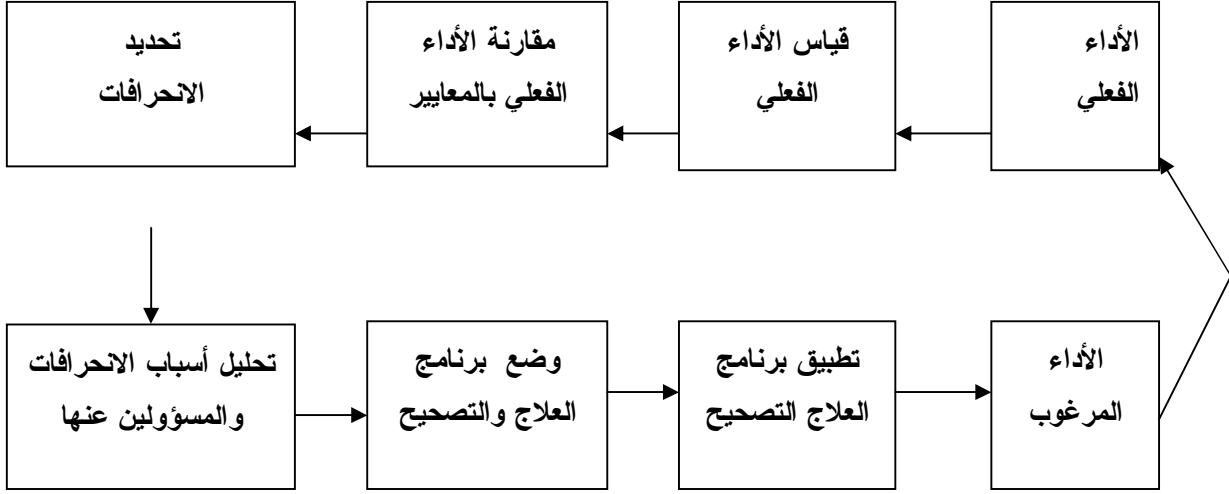 الأداء
الفعلي
قياس الأداء
الفعلي
مقارنة الأداء
الفعلي بالمعايير
تحديد
الانحرافات
تحليل أسباب الانحرافات
والمسؤولين عنها
وضع برنامج
العلاج والتصحيح
تطبيق برنامج
العلاج التصحيح
الأداء
المرغوب